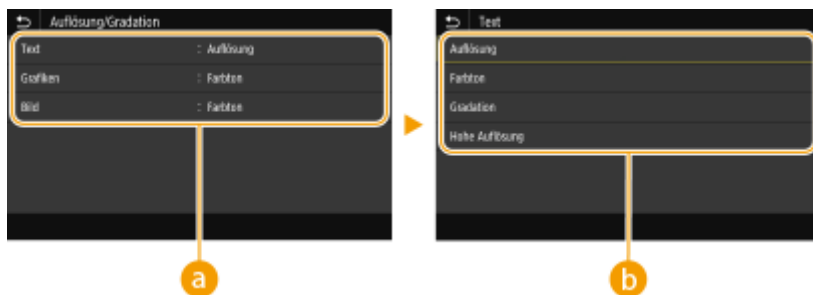 Auflösung/Gradation
Text : Auflösung
Grafiken : Farbton
Bild : Farbton
a
Text
Auflösung
Farbton
Gradation
Hohe Auflösung
b